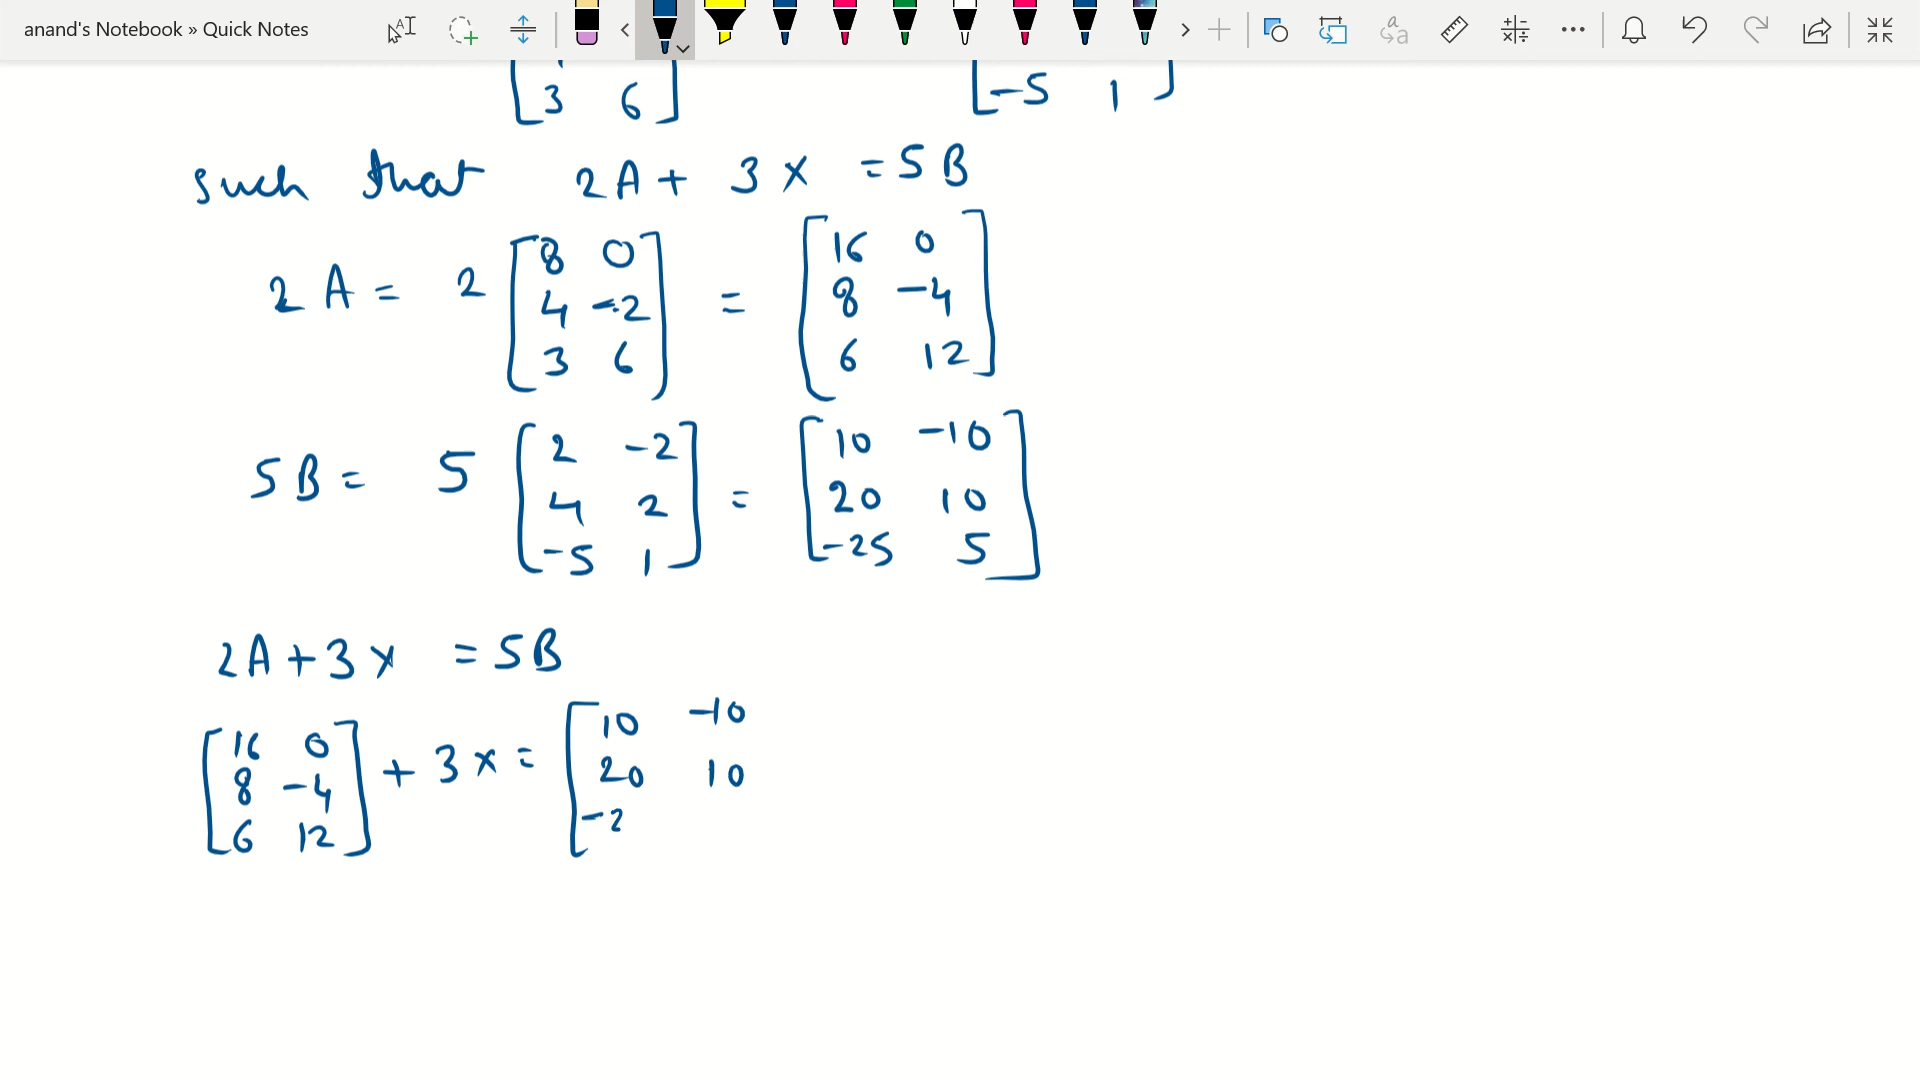 anand's Notebook » Quick Notes
3 6 -5 1
such that 2A + 3x = 5B
2A = 2 [8 0 = [16 0
4 -2 8 -4
3 6] 6 12]
5B = 5 [2 -2 = [10 -10
4 2 20 10
-5 1] -25 5]
2A + 3x = 5B
[16 0 + 3x = [10 -10
8 -4 20 10
6 12] -2